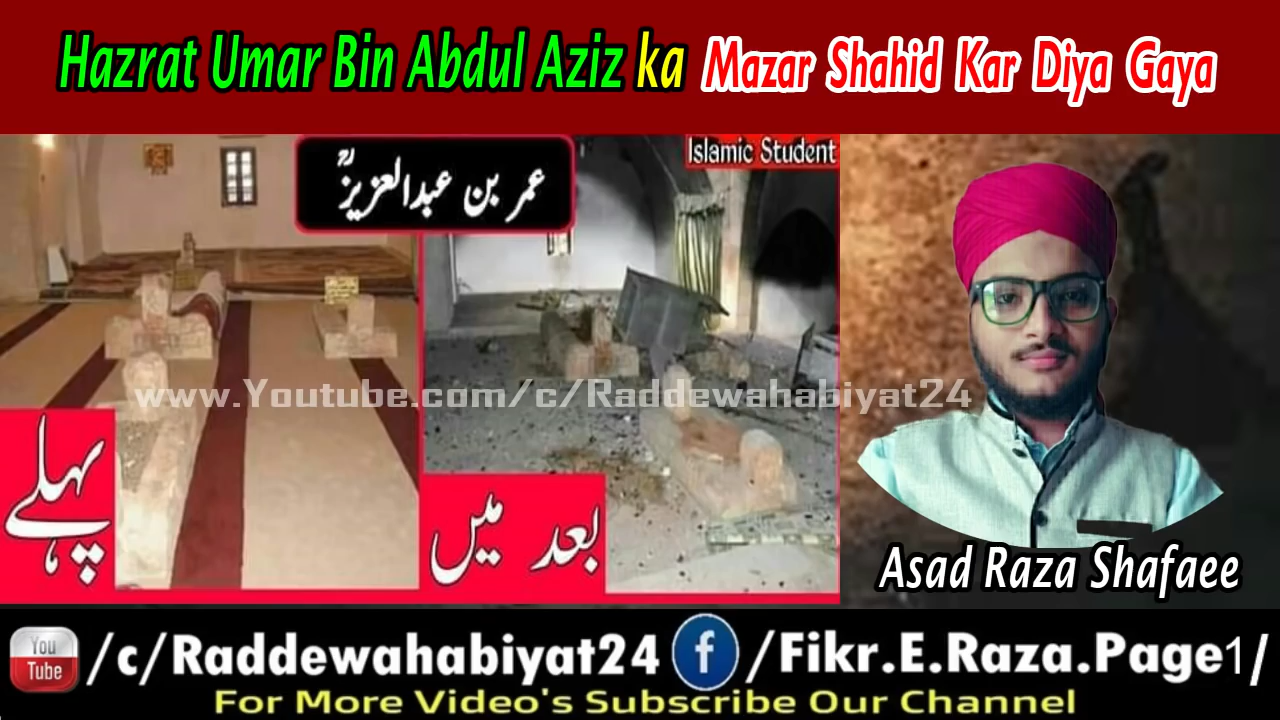 Hazrat Umar Bin Abdul Aziz ka Mazar Shahid Kar Diya Gaya
عمر بن عبدالعزیزؒ
Islamic Student
www.Youtube.com/c/Raddewahabiyat24
پہلے
بعد میں
Asad Raza Shafaee
You Tube /c/Raddewahabiyat24 f /Fikr.E.Raza.Page1/
For More Video's Subscribe Our Channel